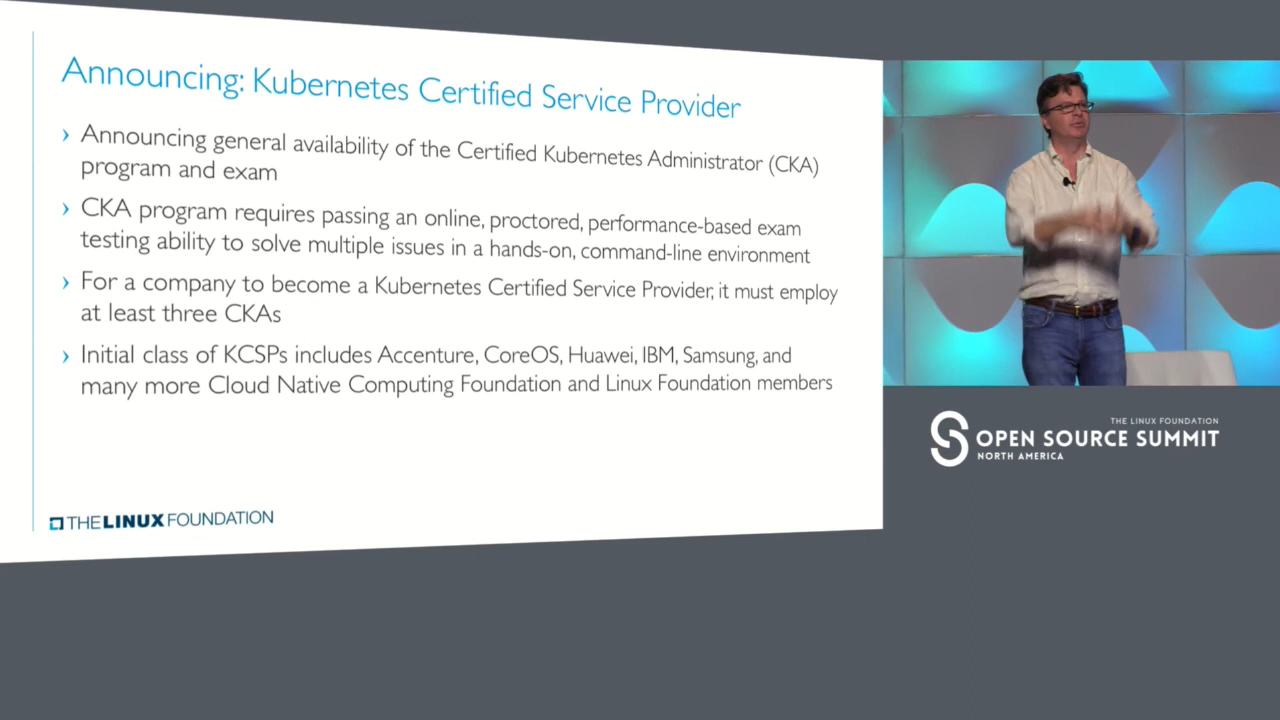 Announcing: Kubernetes Certified Service Provider
› Announcing general availability of the Certified Kubernetes Administrator (CKA)
program and exam
› CKA program requires passing an online, proctored, performance-based exam
testing ability to solve multiple issues in a hands-on, command-line environment
› For a company to become a Kubernetes Certified Service Provider, it must employ
at least three CKAs
› Initial class of KCSPs includes Accenture, CoreOS, Huawei, IBM, Samsung, and
many more Cloud Native Computing Foundation and Linux Foundation members
THE LINUX FOUNDATION
THE LINUX FOUNDATION
OPEN SOURCE SUMMIT
NORTH AMERICA